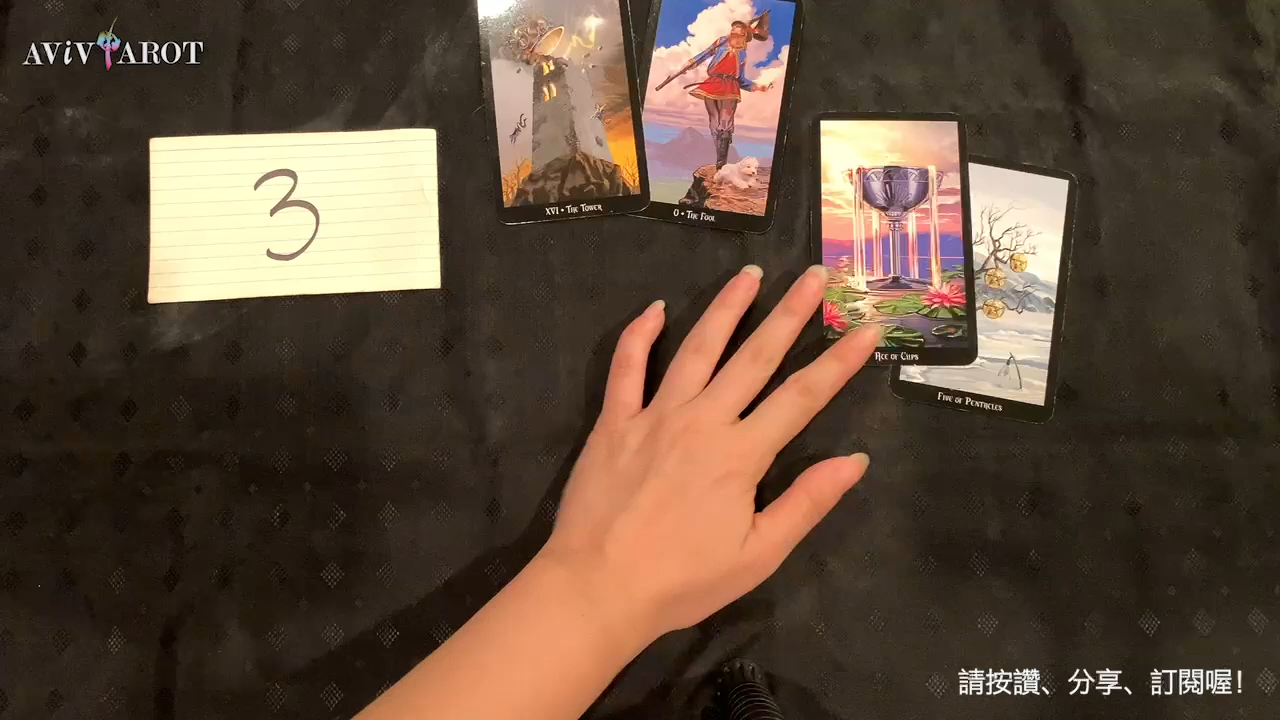 AViVTAROT
3
XVI • The Tower
0 • The Fool
Ace of Cups
Five of Pentacles
請按讚、分享、訂閱喔!